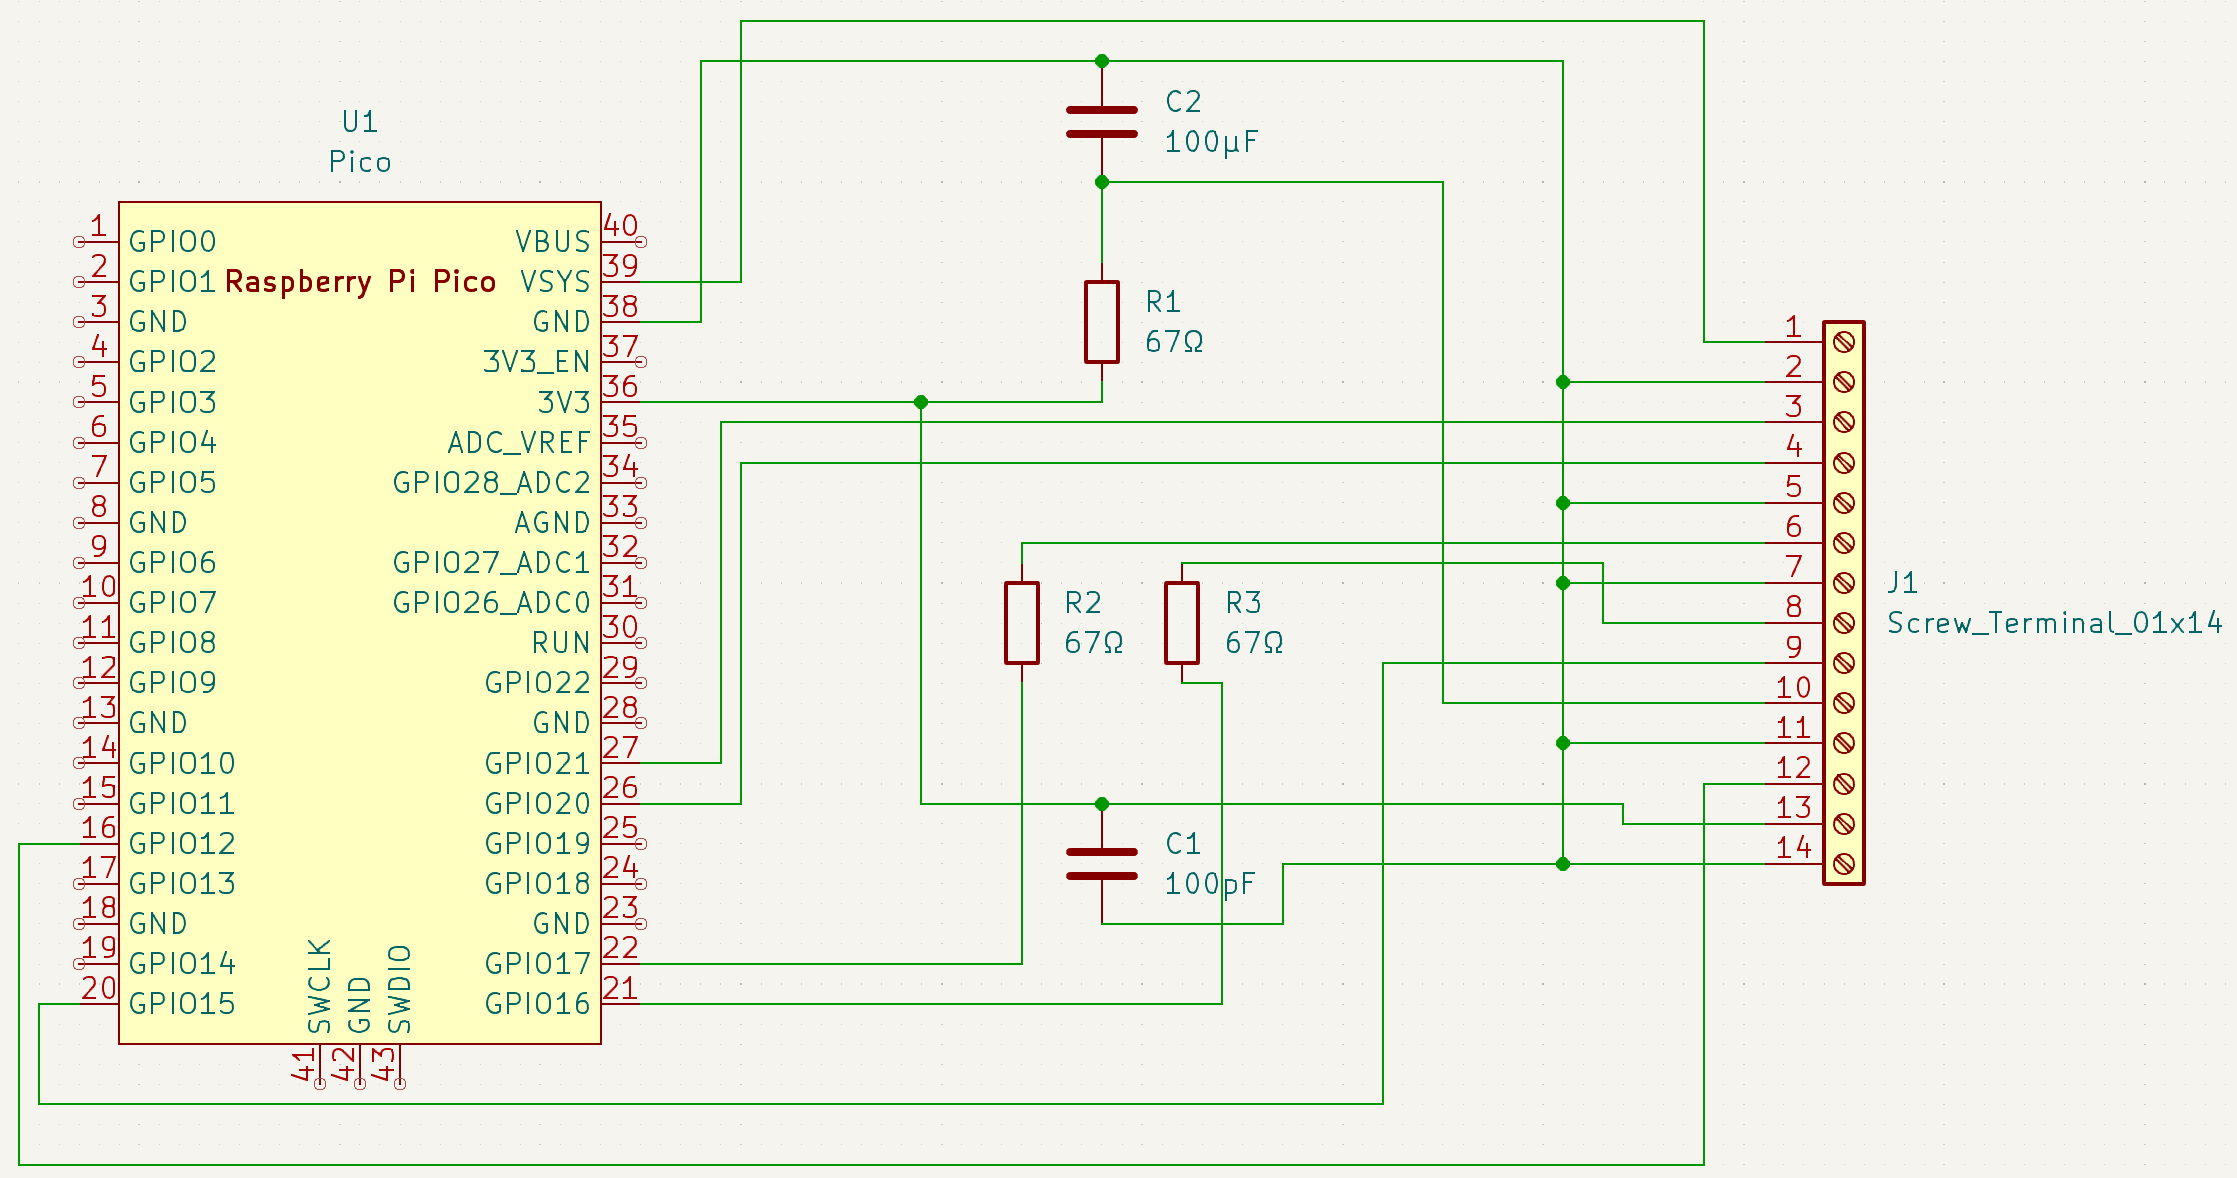 U1
Pico
Raspberry Pi Pico
1 GPIO0
2 GPIO1
3 GND
4 GPIO2
5 GPIO3
6 GPIO4
7 GPIO5
8 GND
9 GPIO6
10 GPIO7
11 GPIO8
12 GPIO9
13 GND
14 GPIO10
15 GPIO11
16 GPIO12
17 GPIO13
18 GND
19 GPIO14
20 GPIO15
VBUS 40
VSYS 39
GND 38
3V3_EN 37
3V3 36
ADC_VREF 35
GPIO28_ADC2 34
AGND 33
GPIO27_ADC1 32
GPIO26_ADC0 31
RUN 30
GPIO22 29
GND 28
GPIO21 27
GPIO20 26
GPIO19 25
GPIO18 24
GND 23
GPIO17 22
GPIO16 21
SWCLK 41
GND 42
SWDIO 43
C2
100µF
R1
67Ω
R2
67Ω
R3
67Ω
C1
100pF
1
2
3
4
5
6
7
8
9
10
11
12
13
14
J1
Screw_Terminal_01x14